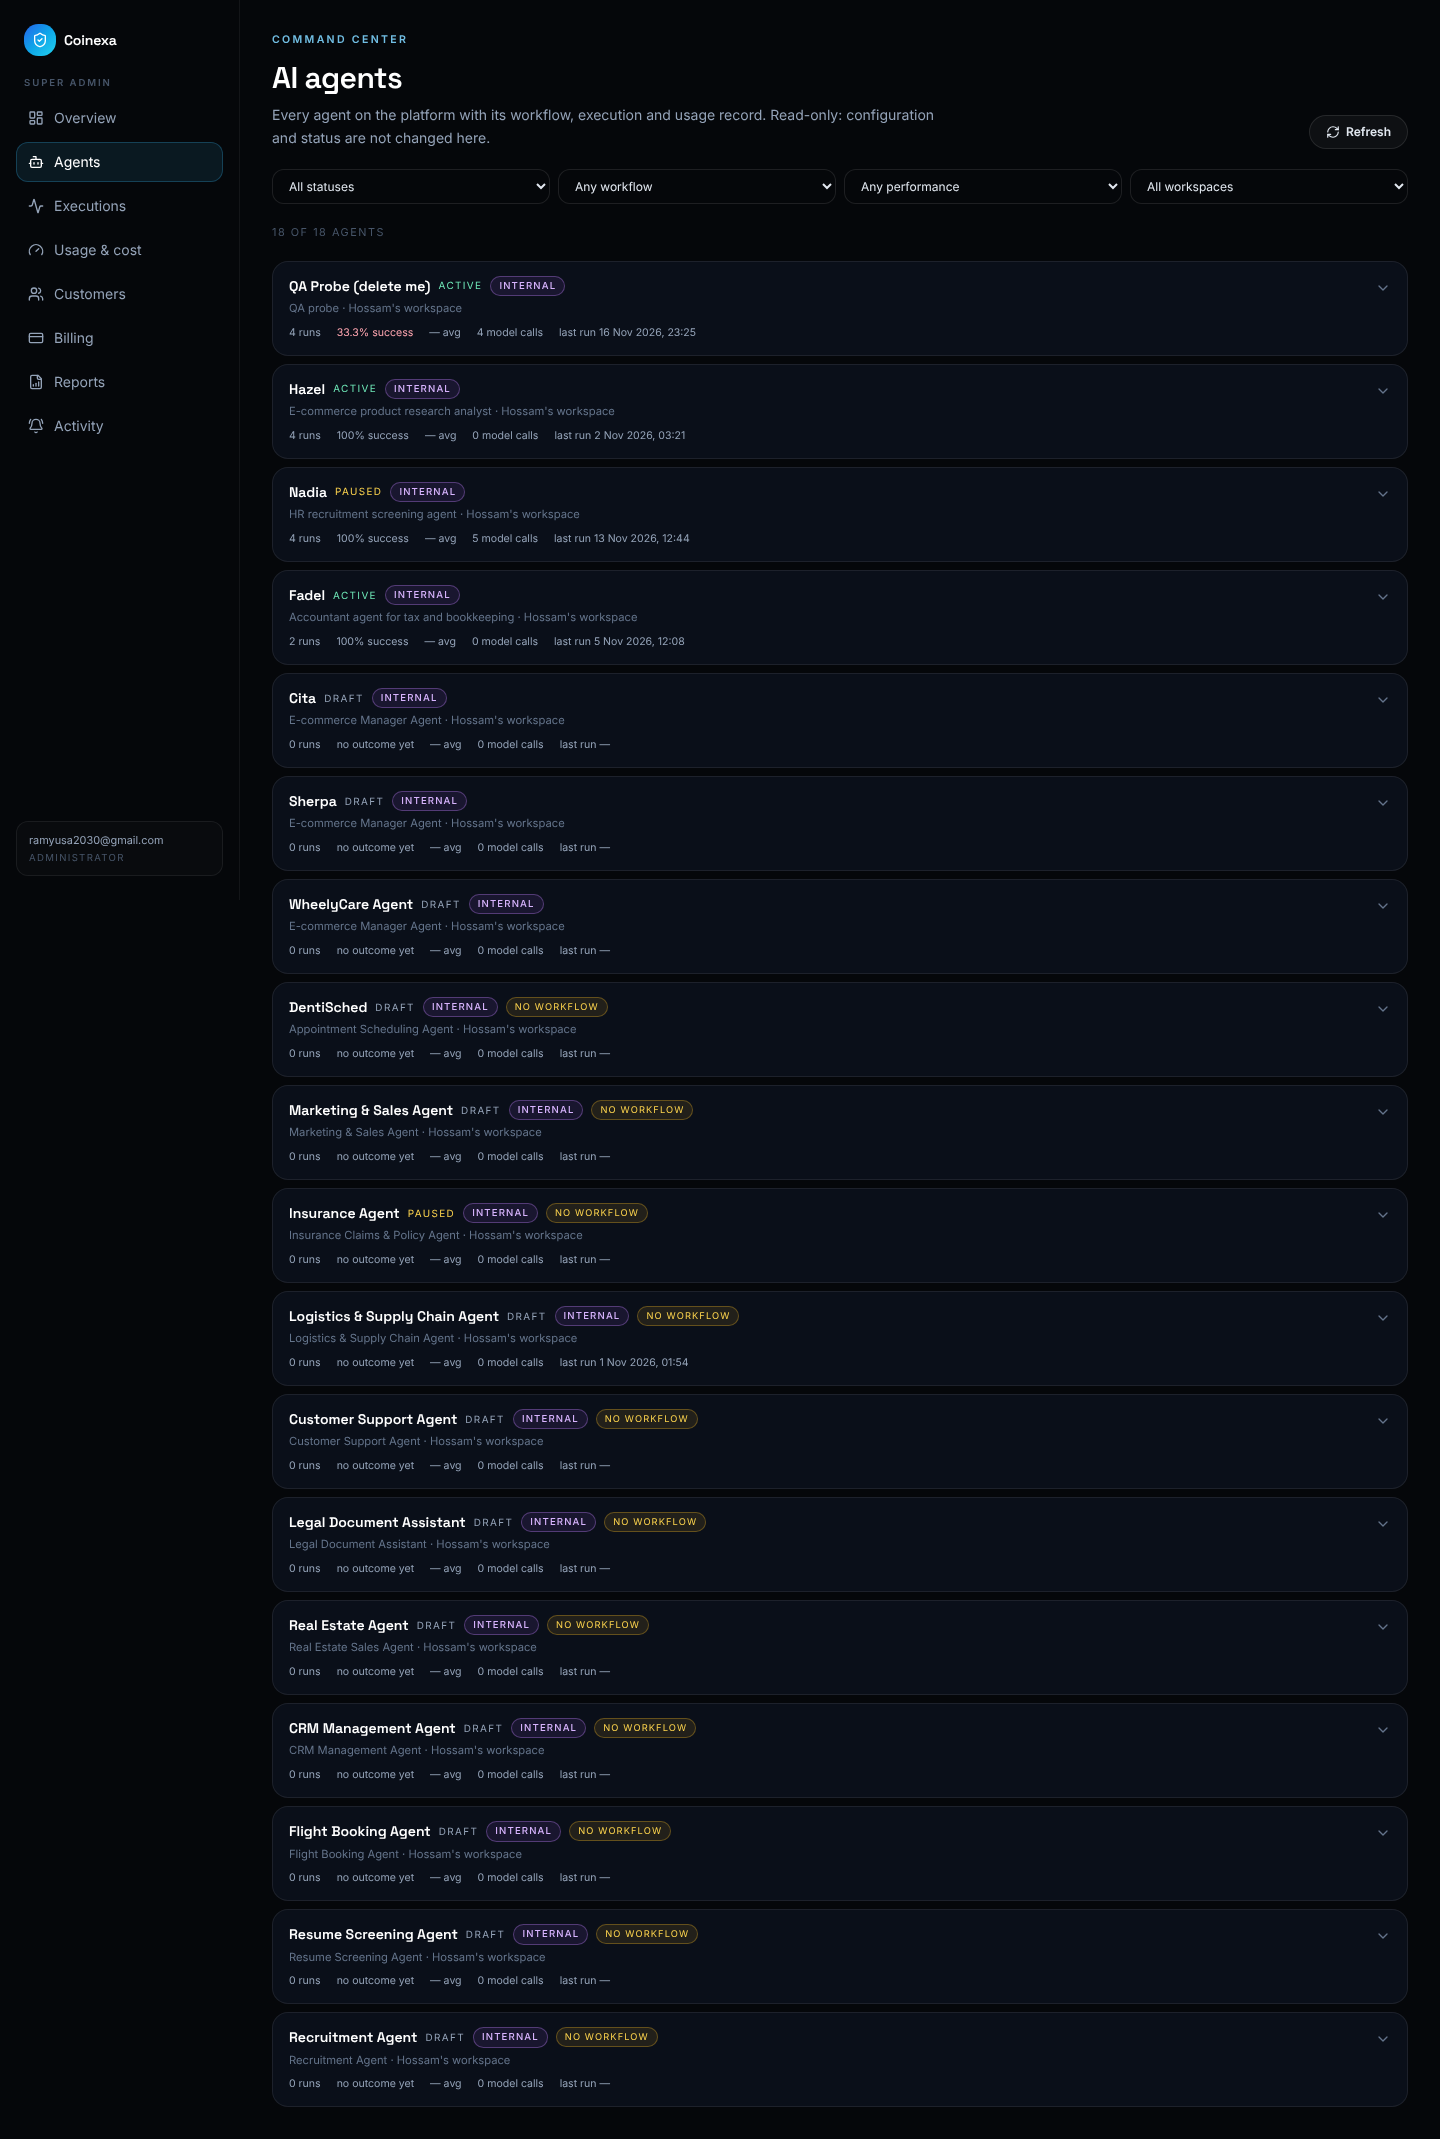 Coinexa
SUPER ADMIN
Overview
Agents
Executions
Usage & cost
Customers
Billing
Reports
Activity
ramyusa2030@gmail.com
ADMINISTRATOR
COMMAND CENTER
AI agents
Every agent on the platform with its workflow, execution and usage record. Read-only: configuration
and status are not changed here.
Refresh
All statuses Any workflow Any performance All workspaces
18 OF 18 AGENTS
QA Probe (delete me) ACTIVE INTERNAL
QA probe · Hossam's workspace
4 runs 33.3% success — avg 4 model calls last run 16 Nov 2026, 23:25
Hazel ACTIVE INTERNAL
E-commerce product research analyst · Hossam's workspace
4 runs 100% success — avg 0 model calls last run 2 Nov 2026, 03:21
Nadia PAUSED INTERNAL
HR recruitment screening agent · Hossam's workspace
4 runs 100% success — avg 5 model calls last run 13 Nov 2026, 12:44
Fadel ACTIVE INTERNAL
Accountant agent for tax and bookkeeping · Hossam's workspace
2 runs 100% success — avg 0 model calls last run 5 Nov 2026, 12:08
Cita DRAFT INTERNAL
E-commerce Manager Agent · Hossam's workspace
0 runs no outcome yet — avg 0 model calls last run —
Sherpa DRAFT INTERNAL
E-commerce Manager Agent · Hossam's workspace
0 runs no outcome yet — avg 0 model calls last run —
WheelyCare Agent DRAFT INTERNAL
E-commerce Manager Agent · Hossam's workspace
0 runs no outcome yet — avg 0 model calls last run —
DentiSched DRAFT INTERNAL NO WORKFLOW
Appointment Scheduling Agent · Hossam's workspace
0 runs no outcome yet — avg 0 model calls last run —
Marketing & Sales Agent DRAFT INTERNAL NO WORKFLOW
Marketing & Sales Agent · Hossam's workspace
0 runs no outcome yet — avg 0 model calls last run —
Insurance Agent PAUSED INTERNAL NO WORKFLOW
Insurance Claims & Policy Agent · Hossam's workspace
0 runs no outcome yet — avg 0 model calls last run —
Logistics & Supply Chain Agent DRAFT INTERNAL NO WORKFLOW
Logistics & Supply Chain Agent · Hossam's workspace
0 runs no outcome yet — avg 0 model calls last run 1 Nov 2026, 01:54
Customer Support Agent DRAFT INTERNAL NO WORKFLOW
Customer Support Agent · Hossam's workspace
0 runs no outcome yet — avg 0 model calls last run —
Legal Document Assistant DRAFT INTERNAL NO WORKFLOW
Legal Document Assistant · Hossam's workspace
0 runs no outcome yet — avg 0 model calls last run —
Real Estate Agent DRAFT INTERNAL NO WORKFLOW
Real Estate Sales Agent · Hossam's workspace
0 runs no outcome yet — avg 0 model calls last run —
CRM Management Agent DRAFT INTERNAL NO WORKFLOW
CRM Management Agent · Hossam's workspace
0 runs no outcome yet — avg 0 model calls last run —
Flight Booking Agent DRAFT INTERNAL NO WORKFLOW
Flight Booking Agent · Hossam's workspace
0 runs no outcome yet — avg 0 model calls last run —
Resume Screening Agent DRAFT INTERNAL NO WORKFLOW
Resume Screening Agent · Hossam's workspace
0 runs no outcome yet — avg 0 model calls last run —
Recruitment Agent DRAFT INTERNAL NO WORKFLOW
Recruitment Agent · Hossam's workspace
0 runs no outcome yet — avg 0 model calls last run —